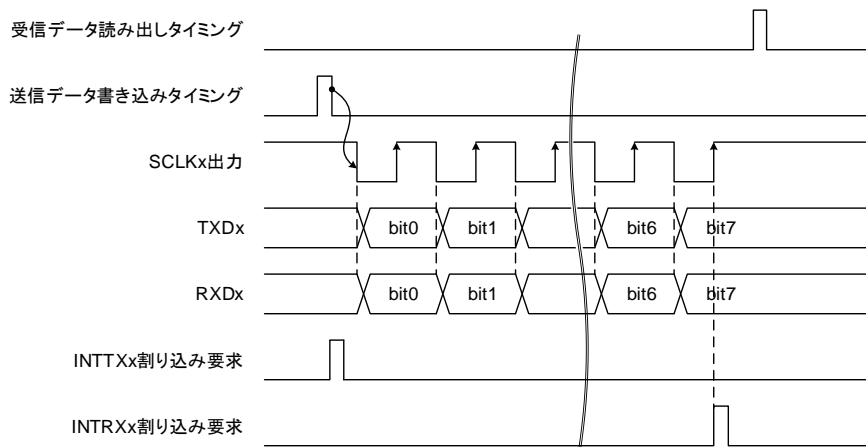 受信データ読み出しタイミング
送信データ書き込みタイミング
SCLKx出力
TXDx bit0 bit1 bit6 bit7
RXDx bit0 bit1 bit6 bit7
INTTXx割り込み要求
INTRXx割り込み要求